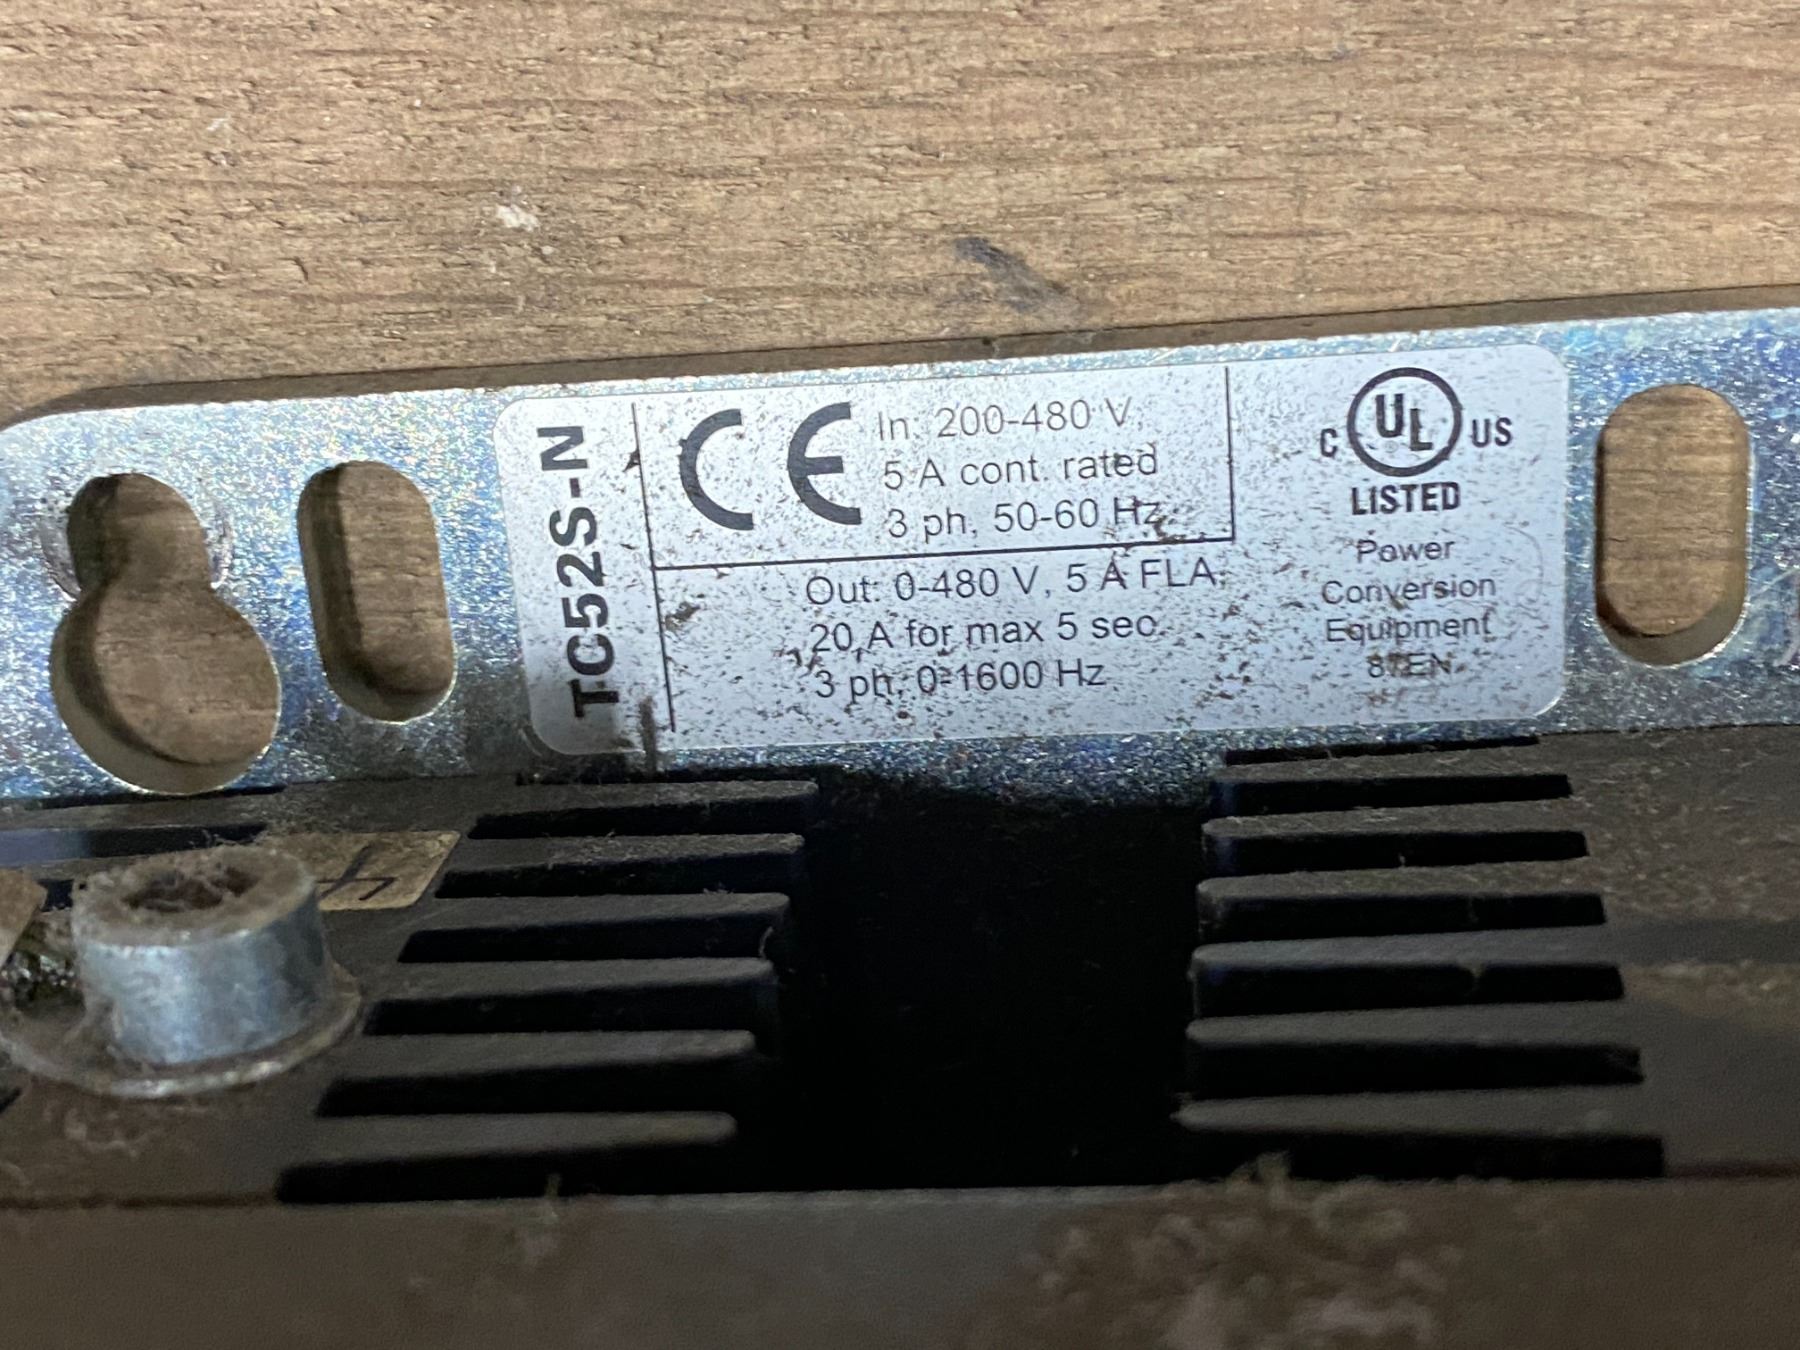 TC52S-N
CE
In: 200-480 V,
5 A cont. rated
3 ph, 50-60 Hz
Out: 0-480 V, 5 A FLA,
20 A for max 5 sec.
3 ph, 0-1600 Hz
C UL US
LISTED
Power
Conversion
Equipment